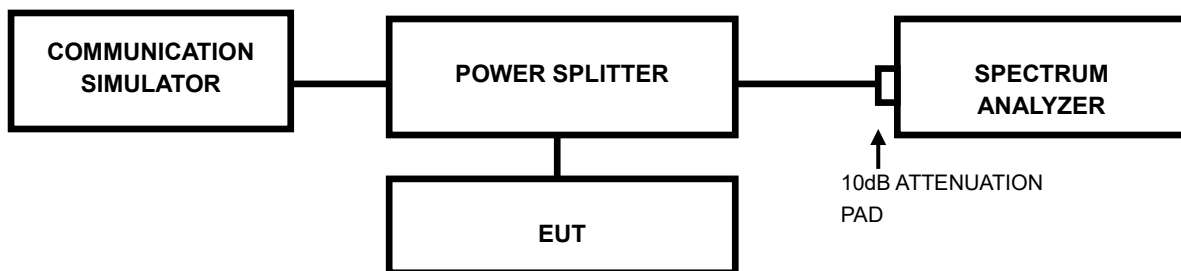 COMMUNICATION
SIMULATOR
POWER SPLITTER
SPECTRUM
ANALYZER
10dB ATTENUATION
PAD
EUT